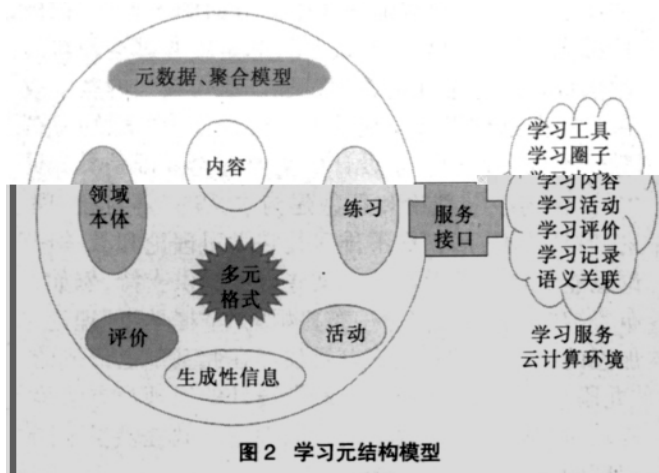 元数据、聚合模型
内容
领域
本体
练习
服务
接口
多元
格式
评价
活动
生成性信息
学习工具
学习圈子
学习内容
学习活动
学习评价
学习记录
语义关联
学习服务
云计算环境
图2 学习元结构模型